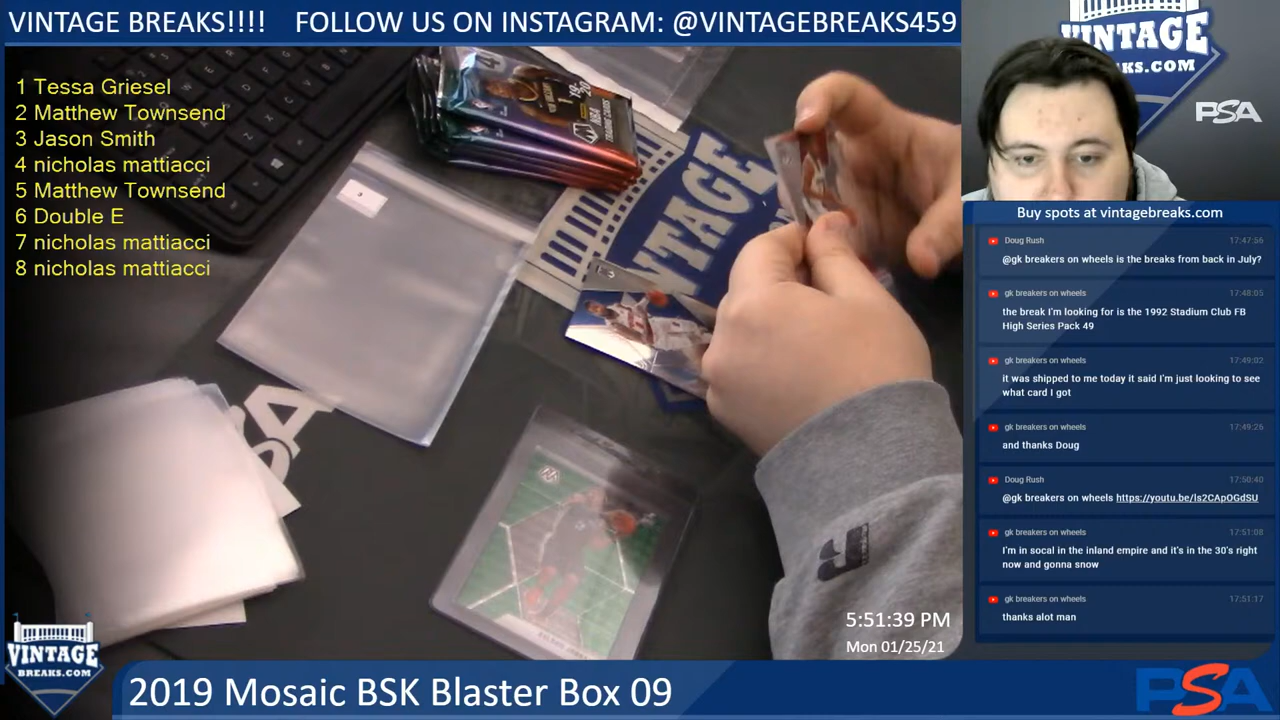 VINTAGE BREAKS!!!! FOLLOW US ON INSTAGRAM: @VINTAGEBREAKS459
1 Tessa Griesel
2 Matthew Townsend
3 Jason Smith
4 nicholas mattiacci
5 Matthew Townsend
6 Double E
7 nicholas mattiacci
8 nicholas mattiacci
VINTAGE
PSA
VINTAGE
KS.COM
PSA
Buy spots at vintagebreaks.com
Doug Rush 17:47:56
@gk breakers on wheels is the breaks from back in July?
gk breakers on wheels 17:48:05
the break I'm looking for is the 1992 Stadium Club FB
High Series Pack 49
gk breakers on wheels 17:49:02
it was shipped to me today it said I'm just looking to see
what card I got
gk breakers on wheels 17:49:26
and thanks Doug
Doug Rush 17:50:40
@gk breakers on wheels https://youtu.be/ls2CApOGdSU
gk breakers on wheels 17:51:08
I'm in socal in the inland empire and it's in the 30's right
now and gonna snow
gk breakers on wheels 17:51:17
thanks alot man
5:51:39 PM
Mon 01/25/21
VINTAGE
BREAKS.COM
2019 Mosaic BSK Blaster Box 09
PSA